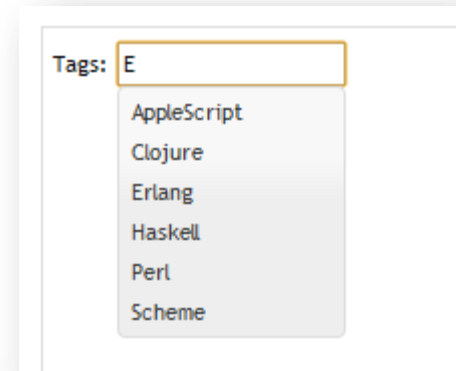 Tags: E
AppleScript
Clojure
Erlang
Haskell
Perl
Scheme